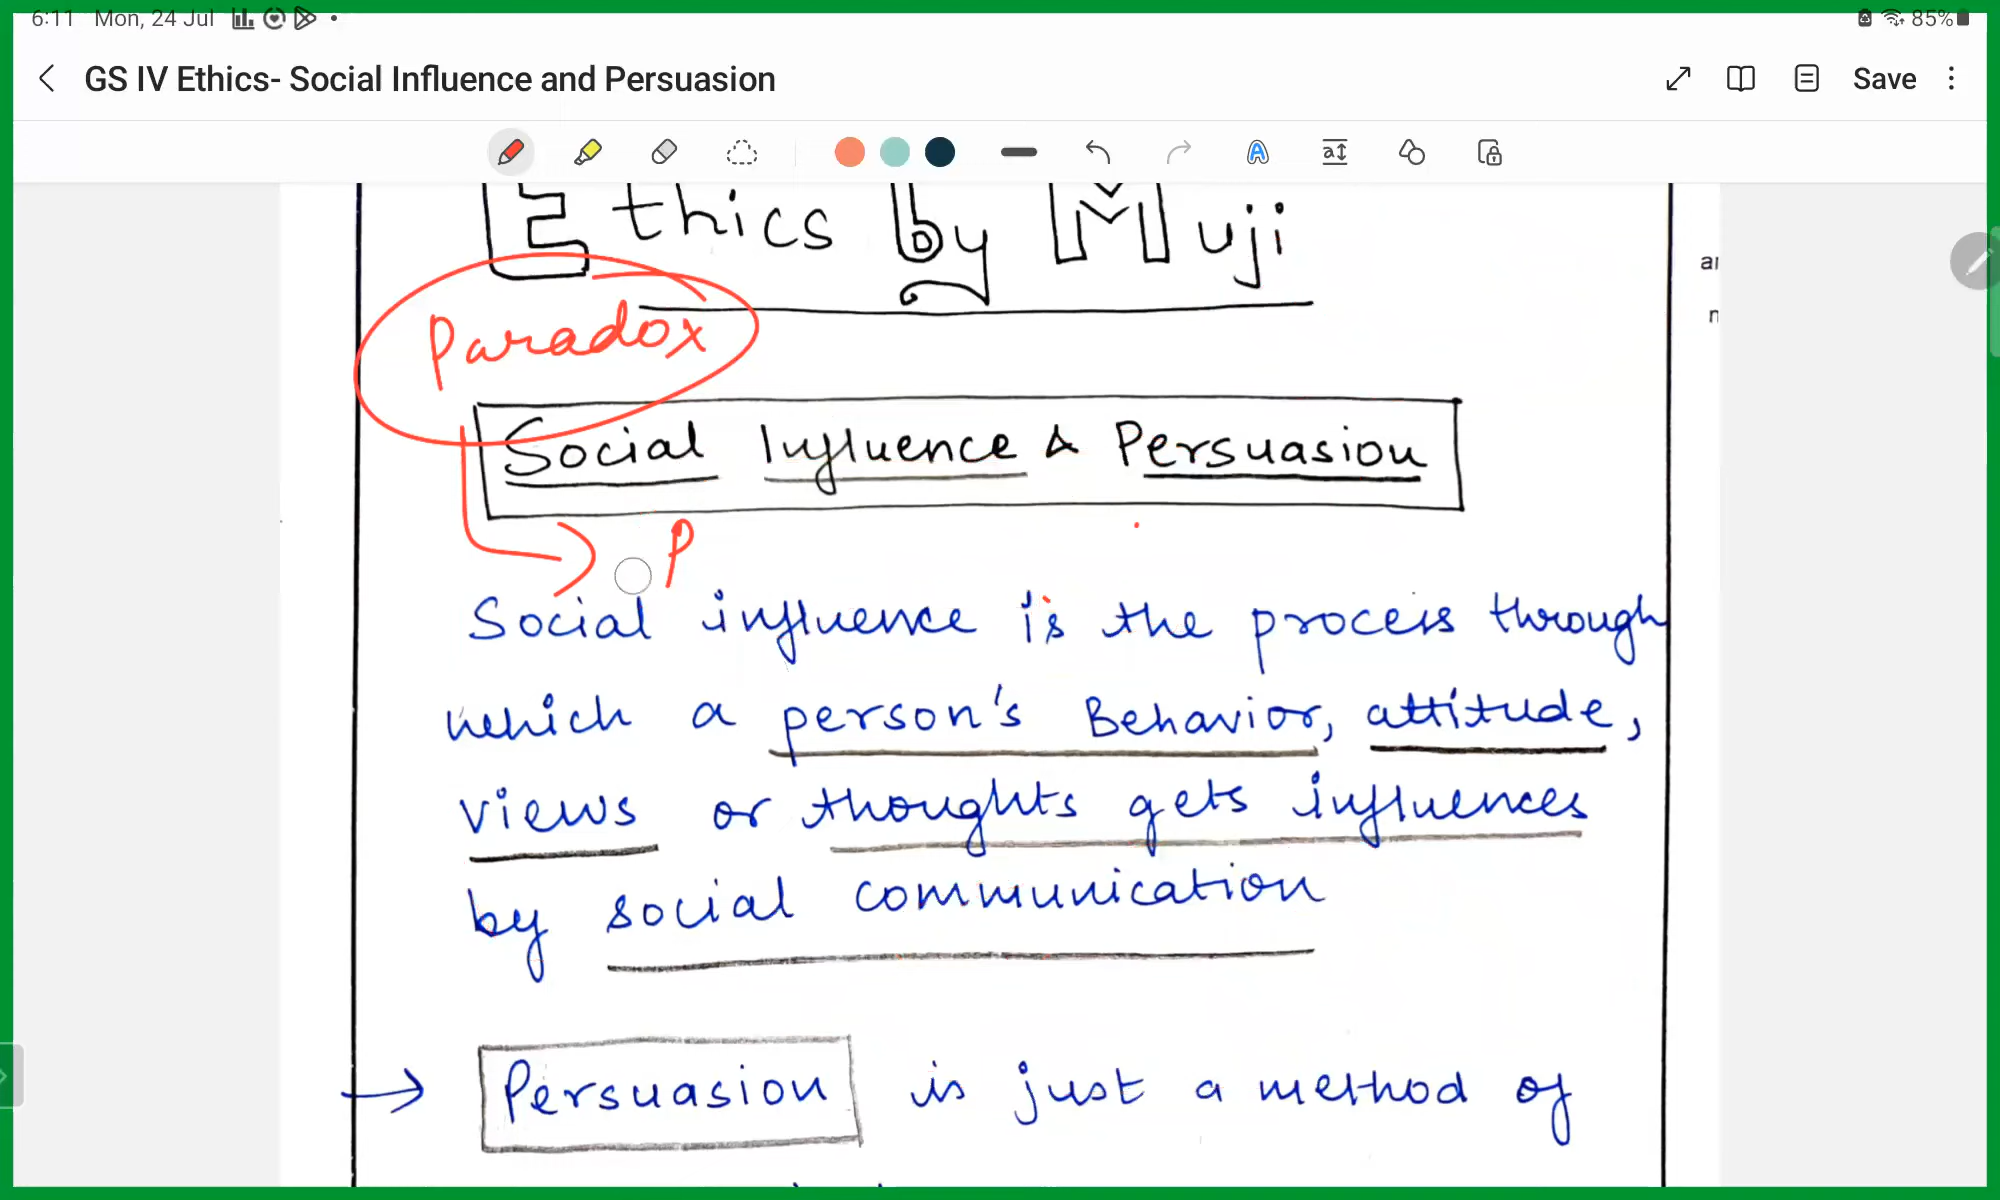 6:11 Mon, 24 Jul 85%
GS IV Ethics- Social Influence and Persuasion Save
Ethics by Muji
Paradox
Social Influence & Persuasion
P
Social influence is the process through
which a person's Behavior, attitude,
views or thoughts gets influences
by social communication
→ Persuasion is just a method of